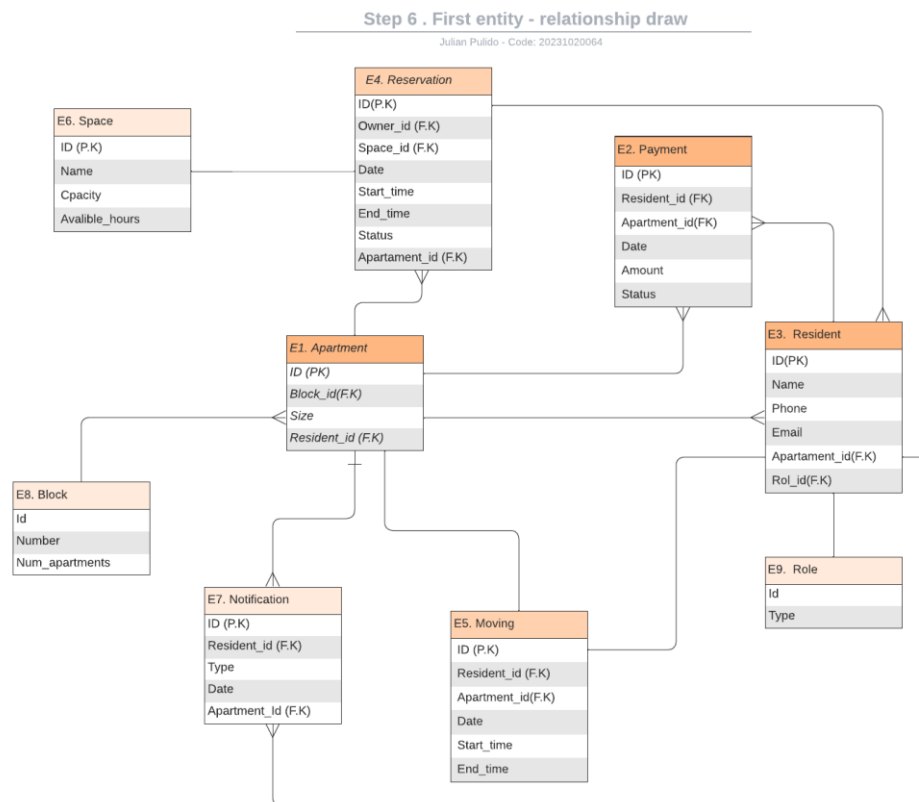 Step 6 . First entity - relationship draw
Julian Pulido - Code: 20231020064
E4. Reservation
ID(P.K)
Owner_id (F.K)
Space_id (F.K)
Date
Start_time
End_time
Status
Apartament_id (F.K)
E6. Space
ID (P.K)
Name
Cpacity
Avalible_hours
E2. Payment
ID (PK)
Resident_id (FK)
Apartment_id(FK)
Date
Amount
Status
E1. Apartment
ID (PK)
Block_id(F.K)
Size
Resident_id (F.K)
E3. Resident
ID(PK)
Name
Phone
Email
Apartament_id(F.K)
Rol_id(F.K)
E8. Block
Id
Number
Num_apartments
E9. Role
Id
Type
E7. Notification
ID (P.K)
Resident_id (F.K)
Type
Date
Apartment_Id (F.K)
E5. Moving
ID (P.K)
Resident_id (F.K)
Apartment_id(F.K)
Date
Start_time
End_time